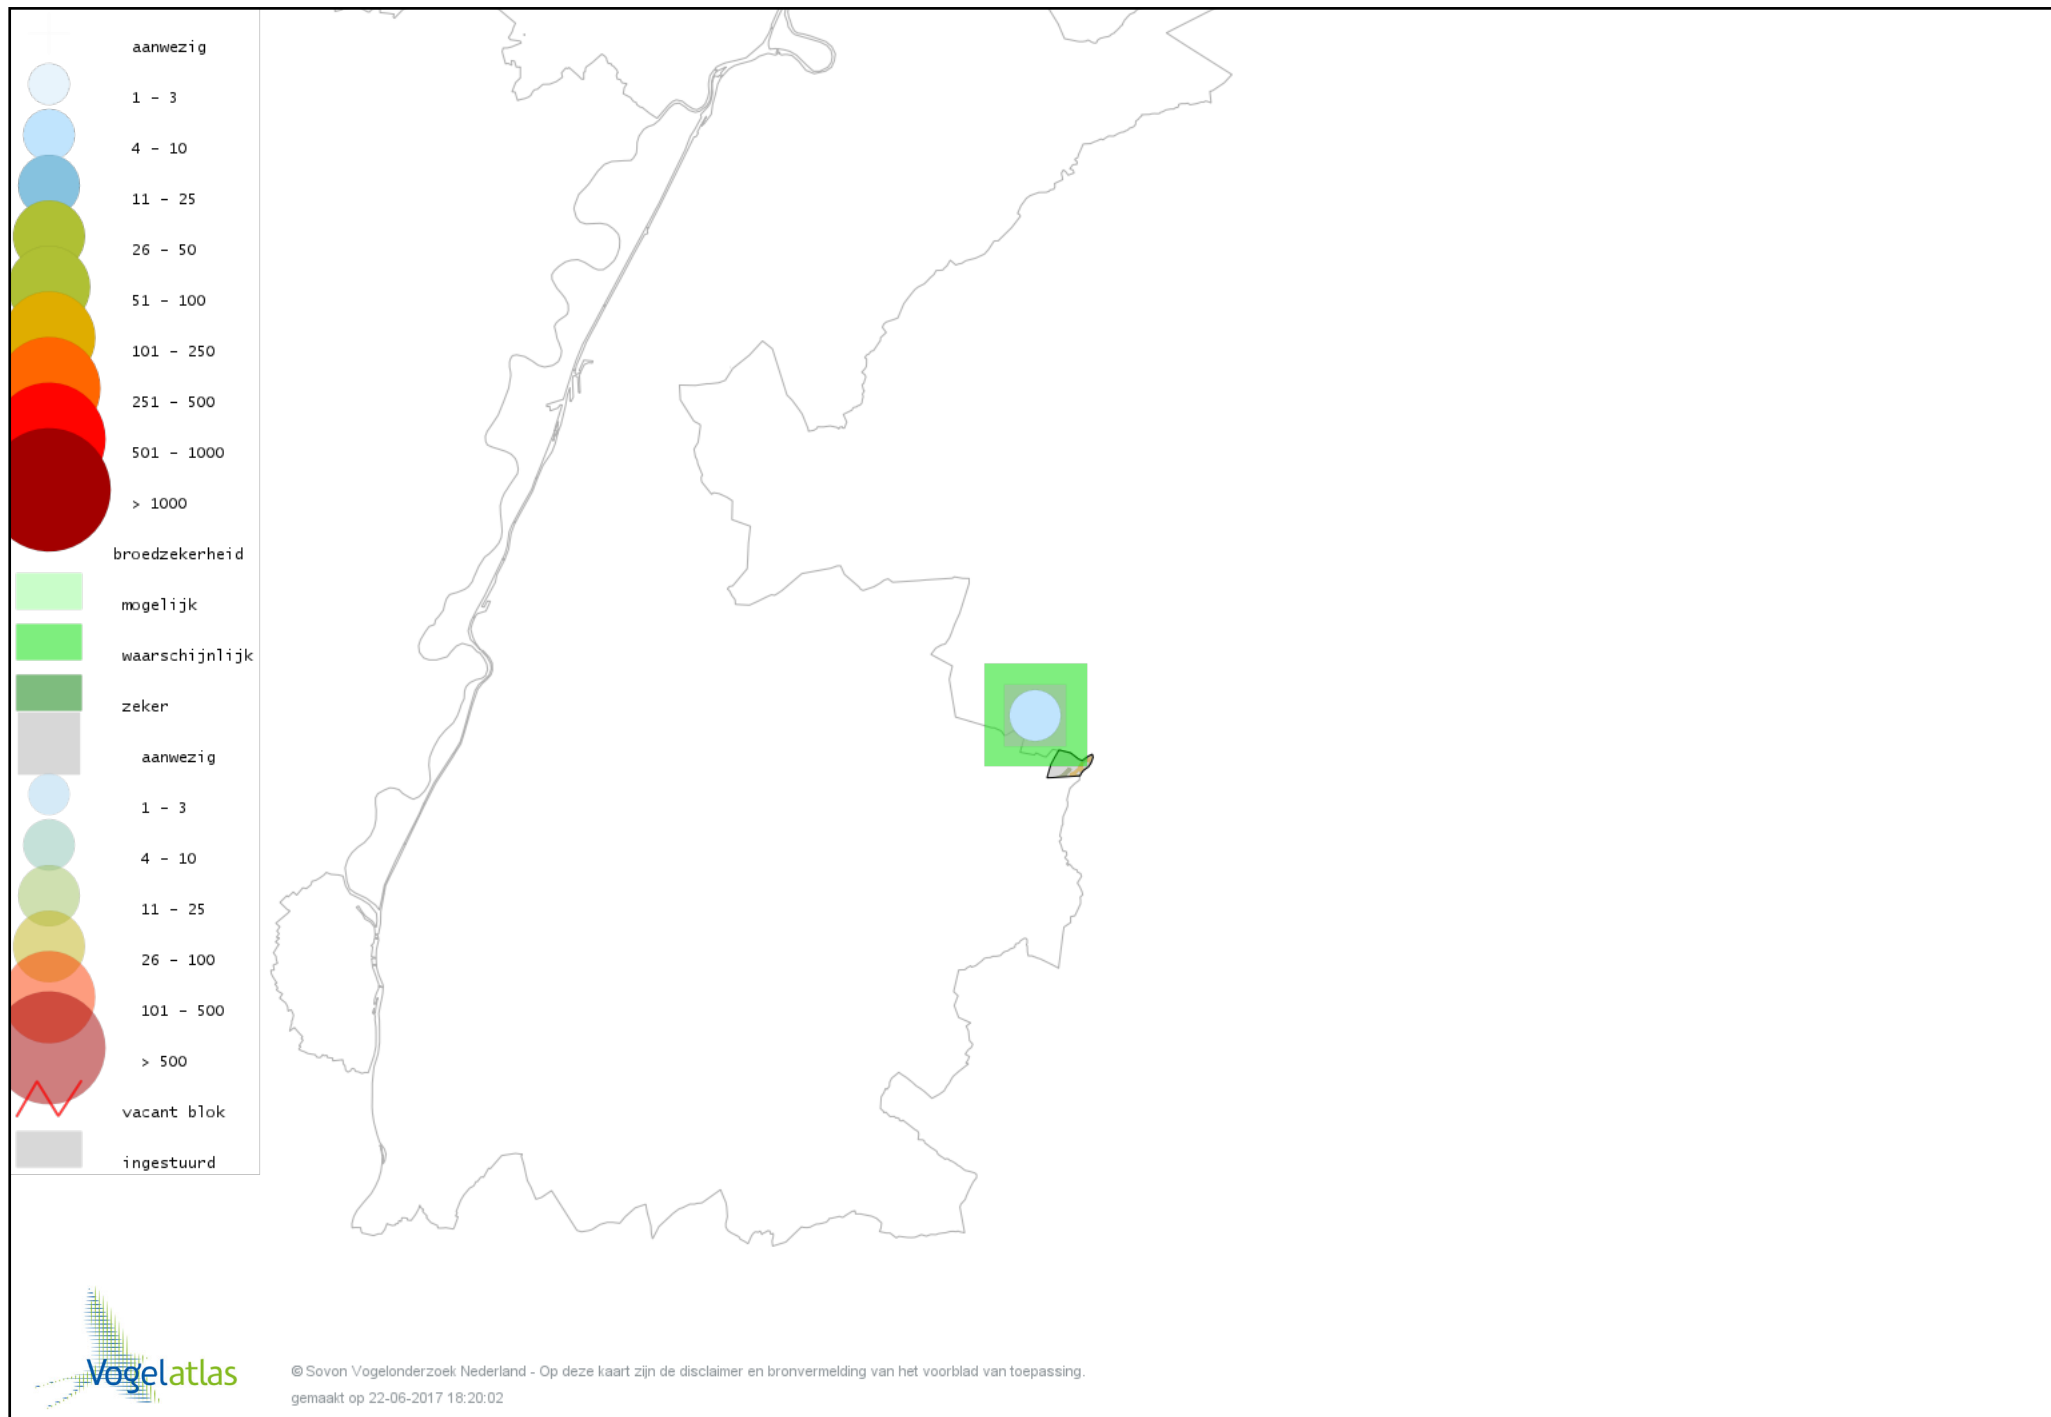 aanwezig
1 - 3
4 - 10
11 - 25
26 - 50
51 - 100
101 - 250
251 - 500
501 - 1000
> 1000
broedzekerheid
mogelijk
waarschijnlijk
zeker
aanwezig
1 - 3
4 - 10
11 - 25
26 - 100
101 - 500
> 500
vacant blok
ingestuurd
Vogelatlas
© Sovon Vogelonderzoek Nederland - Op deze kaart zijn de disclaimer en bronvermelding van het voorblad van toepassing.
gemaakt op 22-06-2017 18:20:02